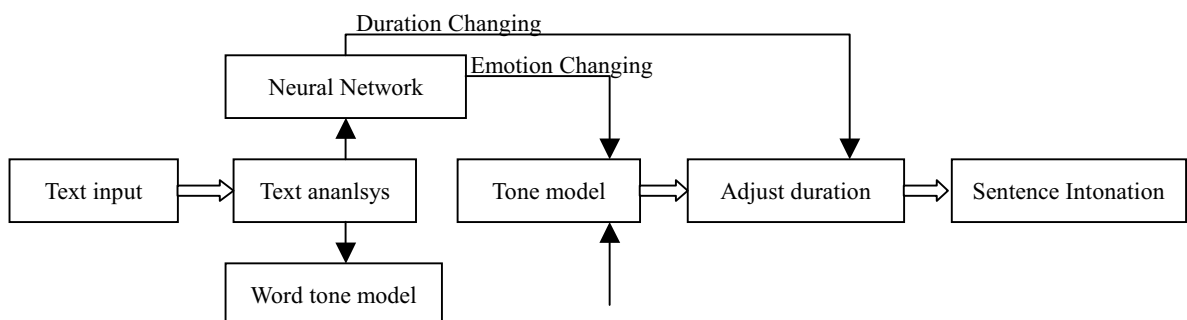 Duration Changing
Emotion Changing
Neural Network
Text input
Text ananlsys
Tone model
Adjust duration
Sentence Intonation
Word tone model